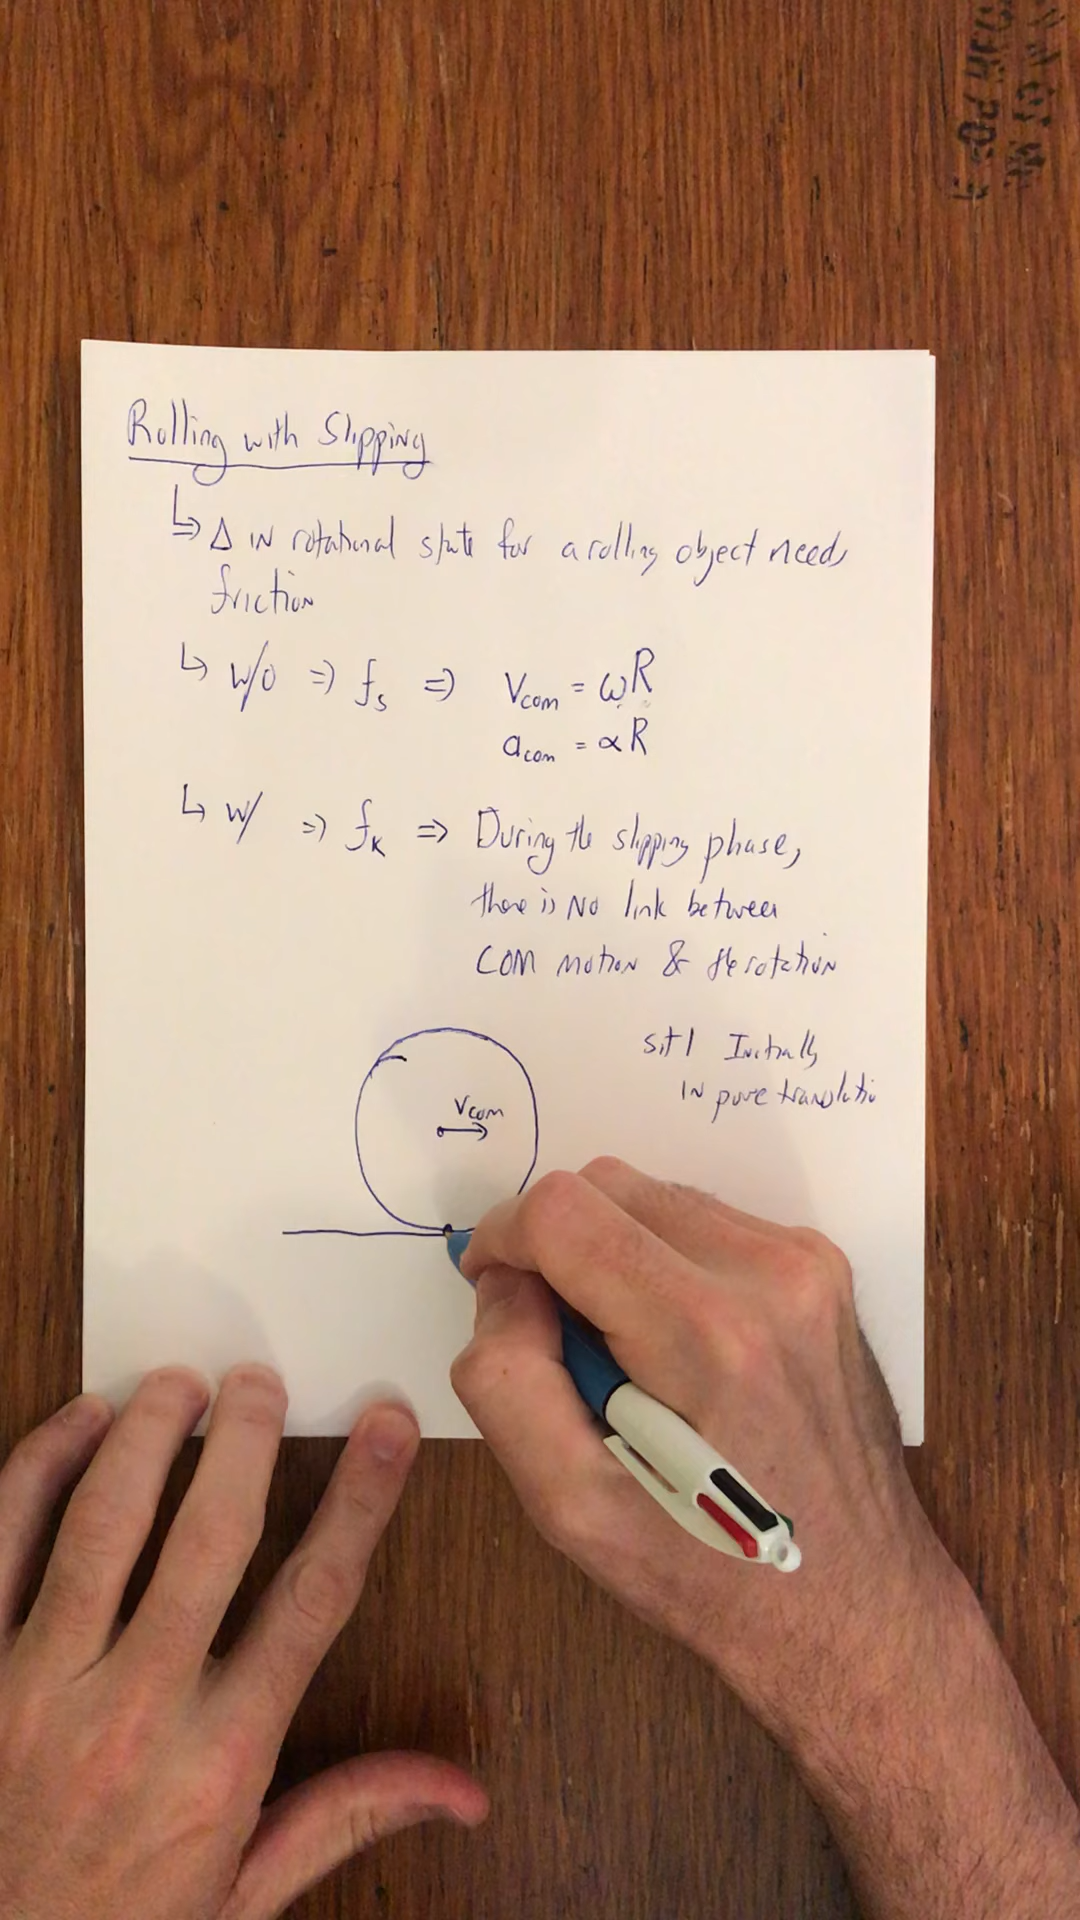 Rolling with Slipping
↳ Δ in rotational state for a rolling object needs
friction
↳ w/o ⇒ fs ⇒ Vcom = ωR
acom = αR
↳ w/ ⇒ fk ⇒ During the slipping phase,
there is no link between
COM motion & the rotation
sit 1 Initially
in pure translatio
Vcom